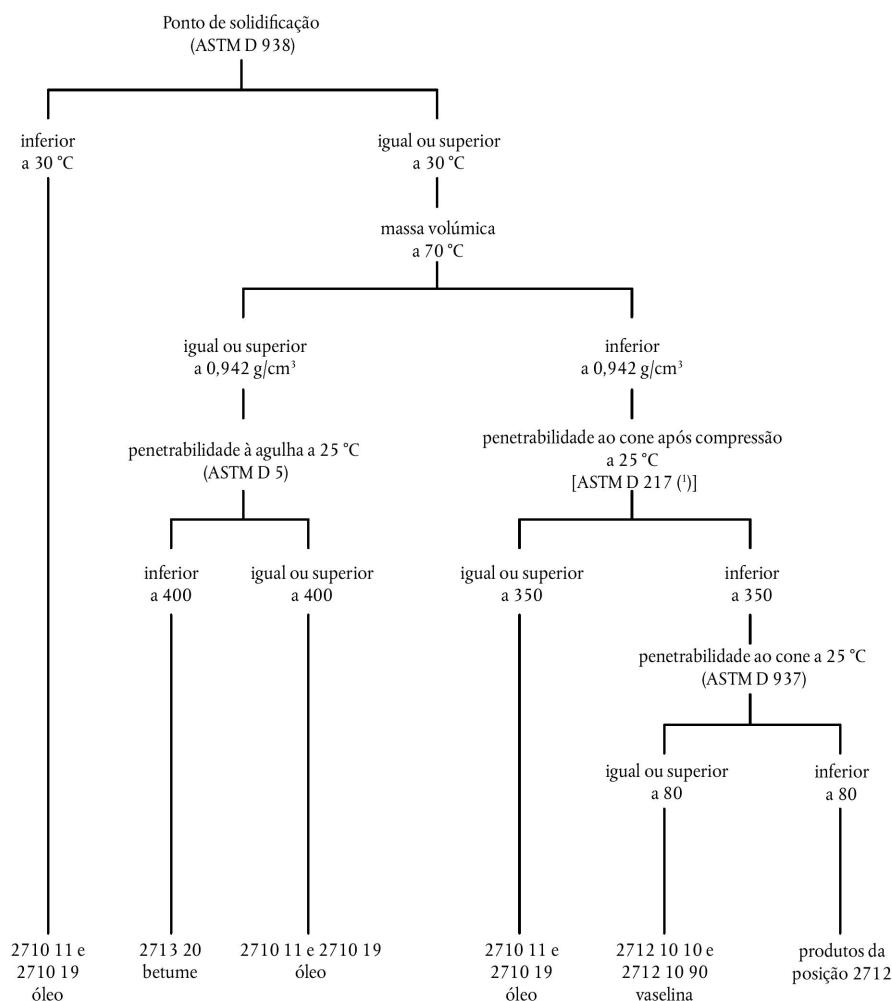 Ponto de solidificação
(ASTM D 938)
inferior
a 30 °C
igual ou superior
a 30 °C
massa volúmica
a 70 °C
igual ou superior
a 0,942 g/cm³
inferior
a 0,942 g/cm³
penetrabilidade à agulha a 25 °C
(ASTM D 5)
penetrabilidade ao cone após compressão
a 25 °C
[ASTM D 217 (¹)]
inferior
a 400
igual ou superior
a 400
igual ou superior
a 350
inferior
a 350
penetrabilidade ao cone a 25 °C
(ASTM D 937)
igual ou superior
a 80
inferior
a 80
2710 11 e
2710 19
óleo
2713 20
betume
2710 11 e 2710 19
óleo
2710 11 e
2710 19
óleo
2712 10 10 e
2712 10 90
vaselina
produtos da
posição 2712